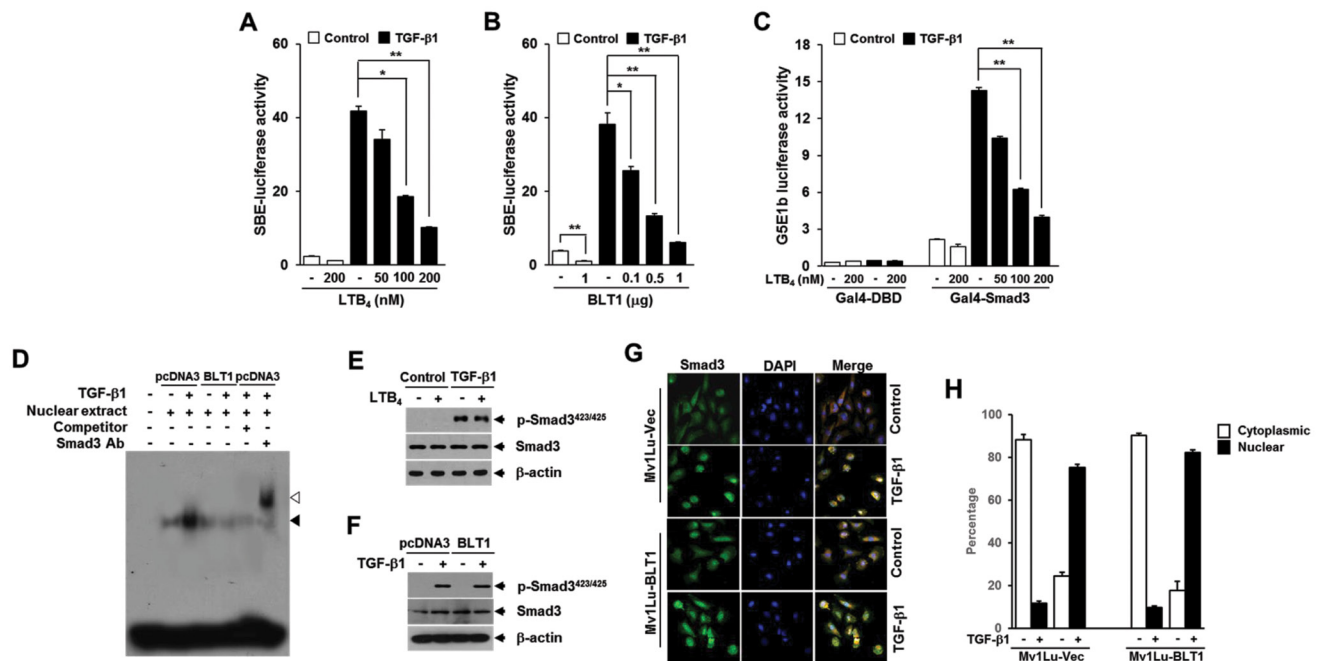 A
Control TGF-β1
SBE-luciferase activity
60
40
20
0
*
**
- 200 - 50 100 200
LTB4 (nM)
B
Control TGF-β1
SBE-luciferase activity
60
40
20
0
**
*
**
**
- 1 - 0.1 0.5 1
BLT1 (µg)
C
Control TGF-β1
G5E1b luciferase activity
18
15
12
9
6
3
0
**
**
LTB4 (nM) - 200 - 200 - 200 - 50 100 200
Gal4-DBD Gal4-Smad3
D
pcDNA3 BLT1 pcDNA3
TGF-β1 - - + - + + +
Nuclear extract - + + + + + +
Competitor - - - - - + -
Smad3 Ab - - - - - - +
E
Control TGF-β1
LTB4 - + - +
p-Smad3423/425
Smad3
β-actin
F
pcDNA3 BLT1
TGF-β1 - + - +
p-Smad3423/425
Smad3
β-actin
G
Smad3 DAPI Merge
Mv1Lu-Vec
Control
TGF-β1
Mv1Lu-BLT1
Control
TGF-β1
H
Cytoplasmic
Nuclear
Percentage
100
80
60
40
20
0
TGF-β1 - + - + - + - +
Mv1Lu-Vec Mv1Lu-BLT1